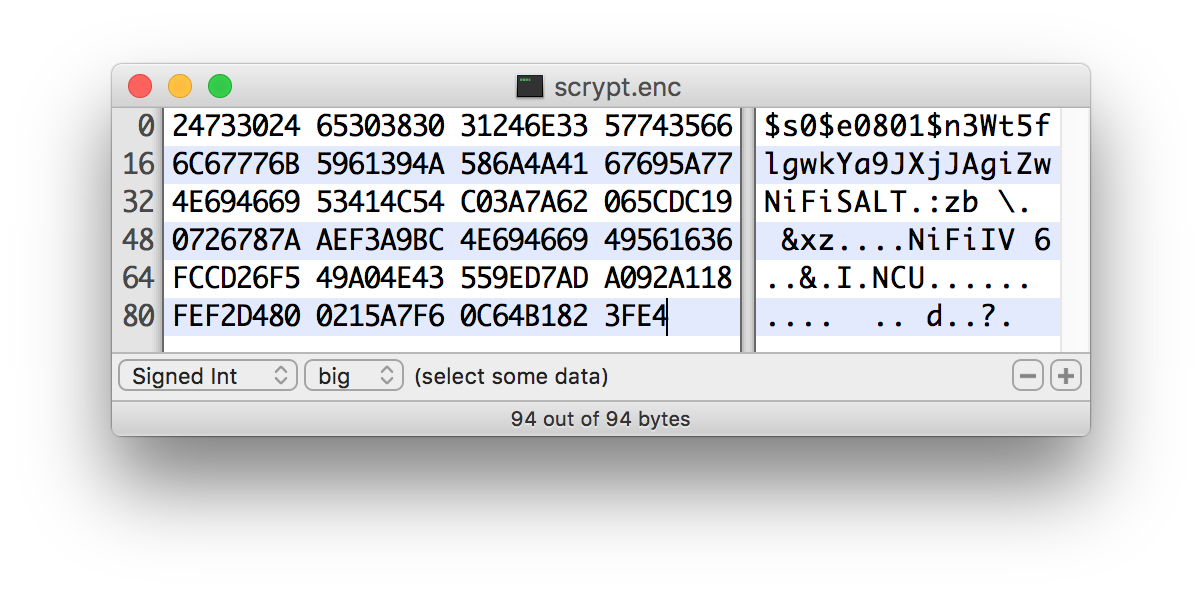 scrypt.enc
0 24733024 65303830 31246E33 57743566 $s0$e0801$n3Wt5f
16 6C67776B 5961394A 586A4A41 67695A77 lgwkYa9JXjJAgiZw
32 4E694669 53414C54 C03A7A62 065CDC19 NiFiSALT.:zb \.
48 0726787A AEF3A9BC 4E694669 49561636 &xz....NiFiIV 6
64 FCCD26F5 49A04E43 559ED7AD A092A118 ..&.I.NCU......
80 FEF2D480 0215A7F6 0C64B182 3FE4 .... .. d..?.
Signed Int big (select some data)
94 out of 94 bytes